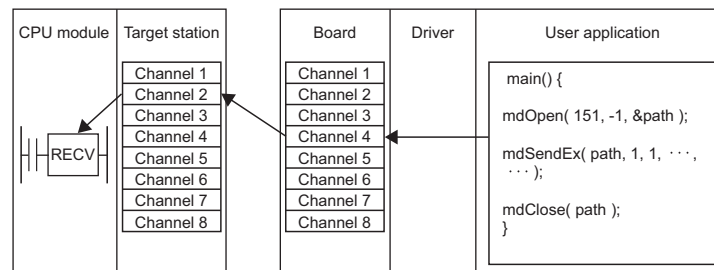 CPU module
Target station
Board
Driver
User application
Channel 1
Channel 2
Channel 3
Channel 4
Channel 5
Channel 6
Channel 7
Channel 8
RECV
Channel 1
Channel 2
Channel 3
Channel 4
Channel 5
Channel 6
Channel 7
Channel 8
main() {
mdOpen( 151, -1, &path );
mdSendEx( path, 1, 1, ···,
··· );
mdClose( path );
}